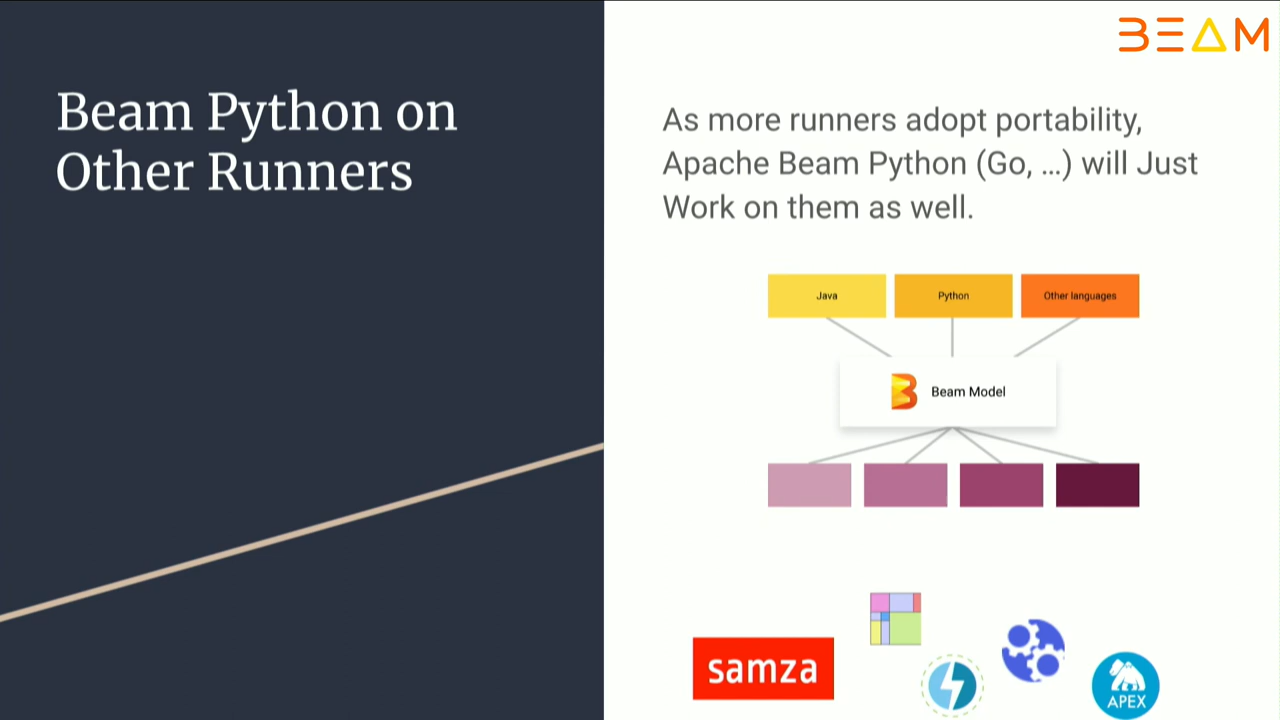 BEAM
Beam Python on
Other Runners
As more runners adopt portability,
Apache Beam Python (Go, ...) will Just
Work on them as well.
Java
Python
Other languages
Beam Model
samza
APEX